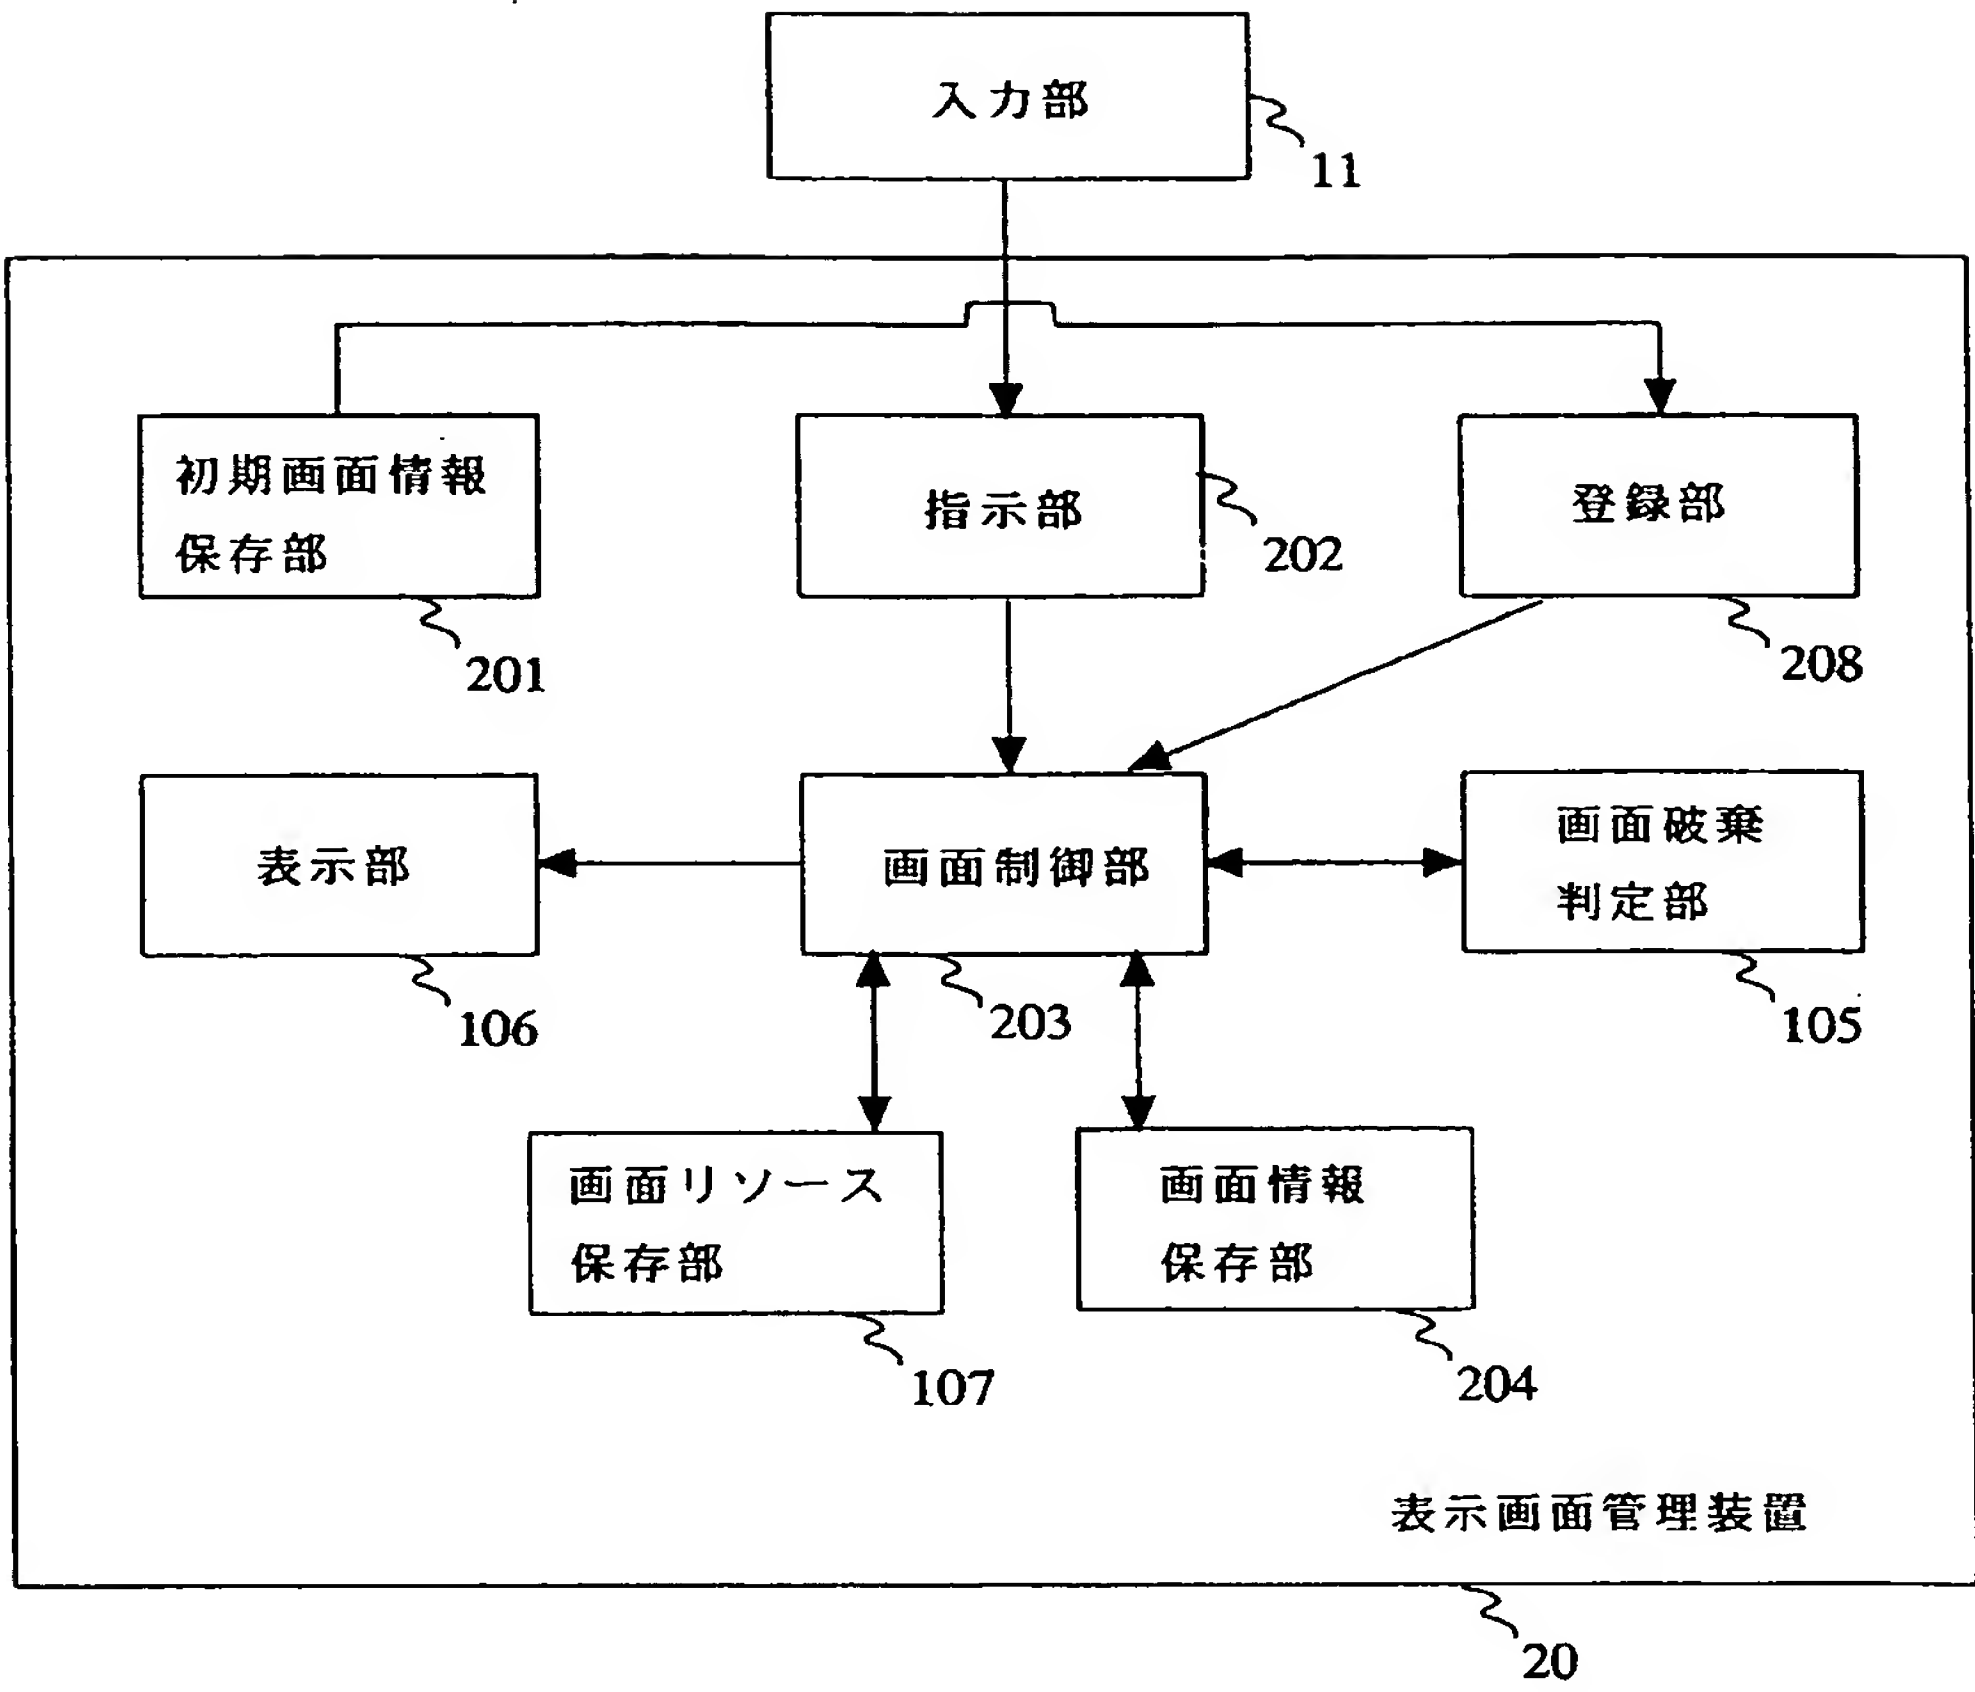 入力部
11
初期画面情報
保存部
201
指示部
202
登録部
208
表示部
106
画面制御部
203
画面破棄
判定部
105
画面リソース
保存部
107
画面情報
保存部
204
表示画面管理装置
20